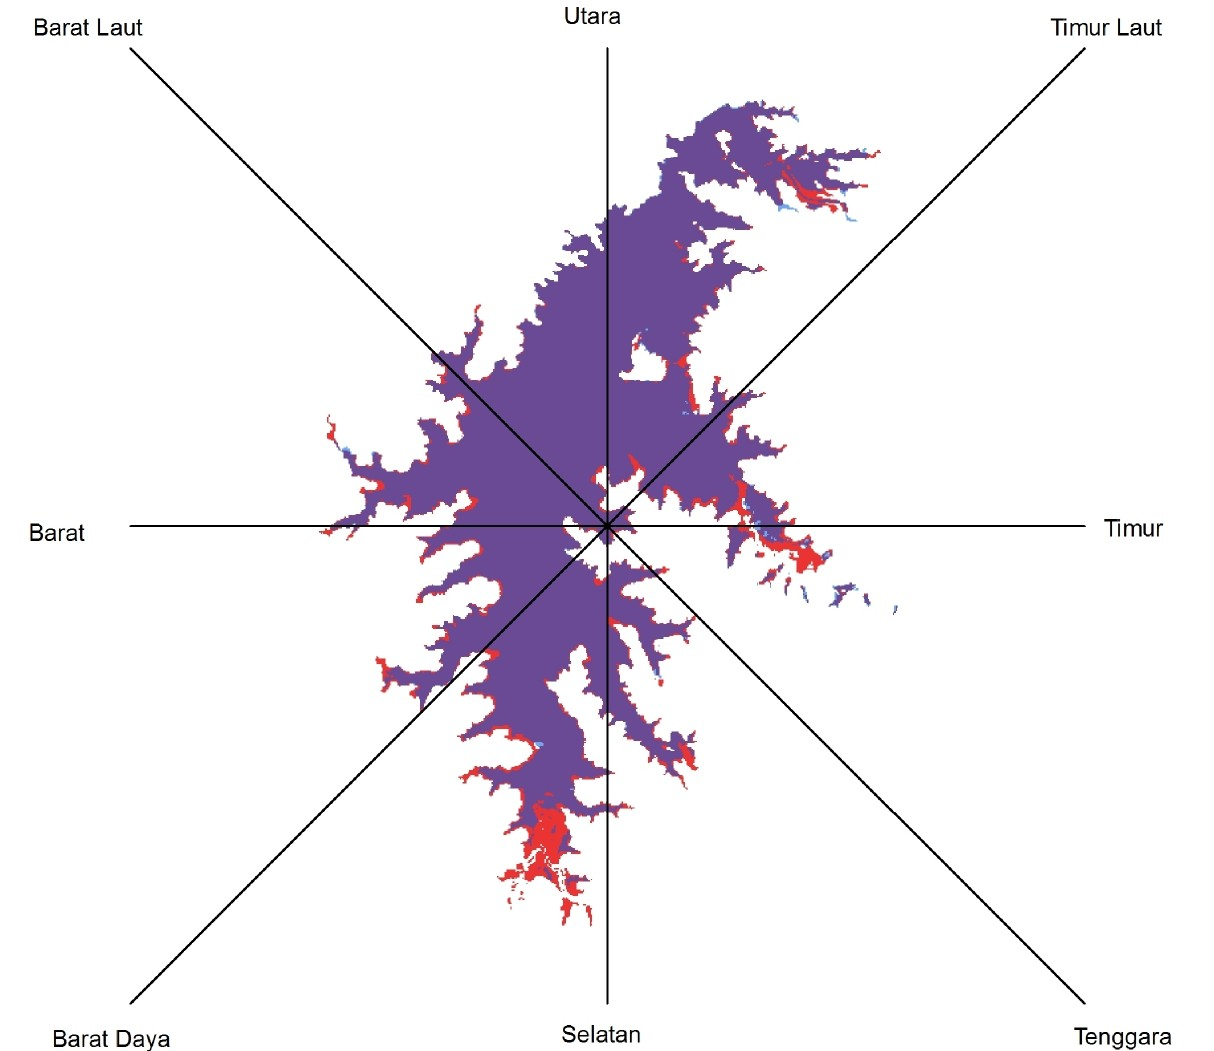 Utara
Barat Laut
Timur Laut
Barat
Timur
Barat Daya
Selatan
Tenggara